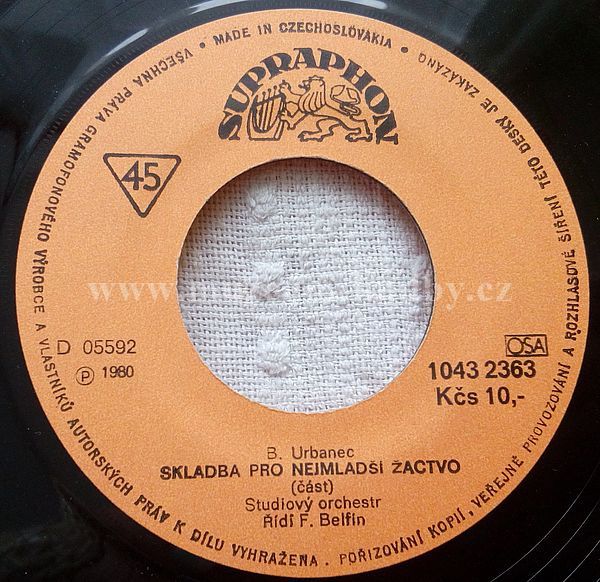 • MADE IN CZECHOSLOVAKIA •
SUPRAPHON
45
D 05592
Ⓟ 1980
OSA
1043 2363
Kčs 10,-
B. Urbanec
SKLADBA PRO NEJMLADŠÍ ŽACTVO
(část)
Studiový orchestr
Řídí F. Belfín
VŠECHNA PRÁVA GRAMOFONOVÉHO VÝROBCE A VLASTNÍKŮ AUTORSKÝCH PRÁV K DÍLU VYHRAŽENA. POŘIZOVÁNÍ KOPIÍ, VEŘEJNÉ PROVOZOVÁNÍ A ROZHLASOVÉ ŠÍŘENÍ TÉTO DESKY JE ZAKÁZÁNO